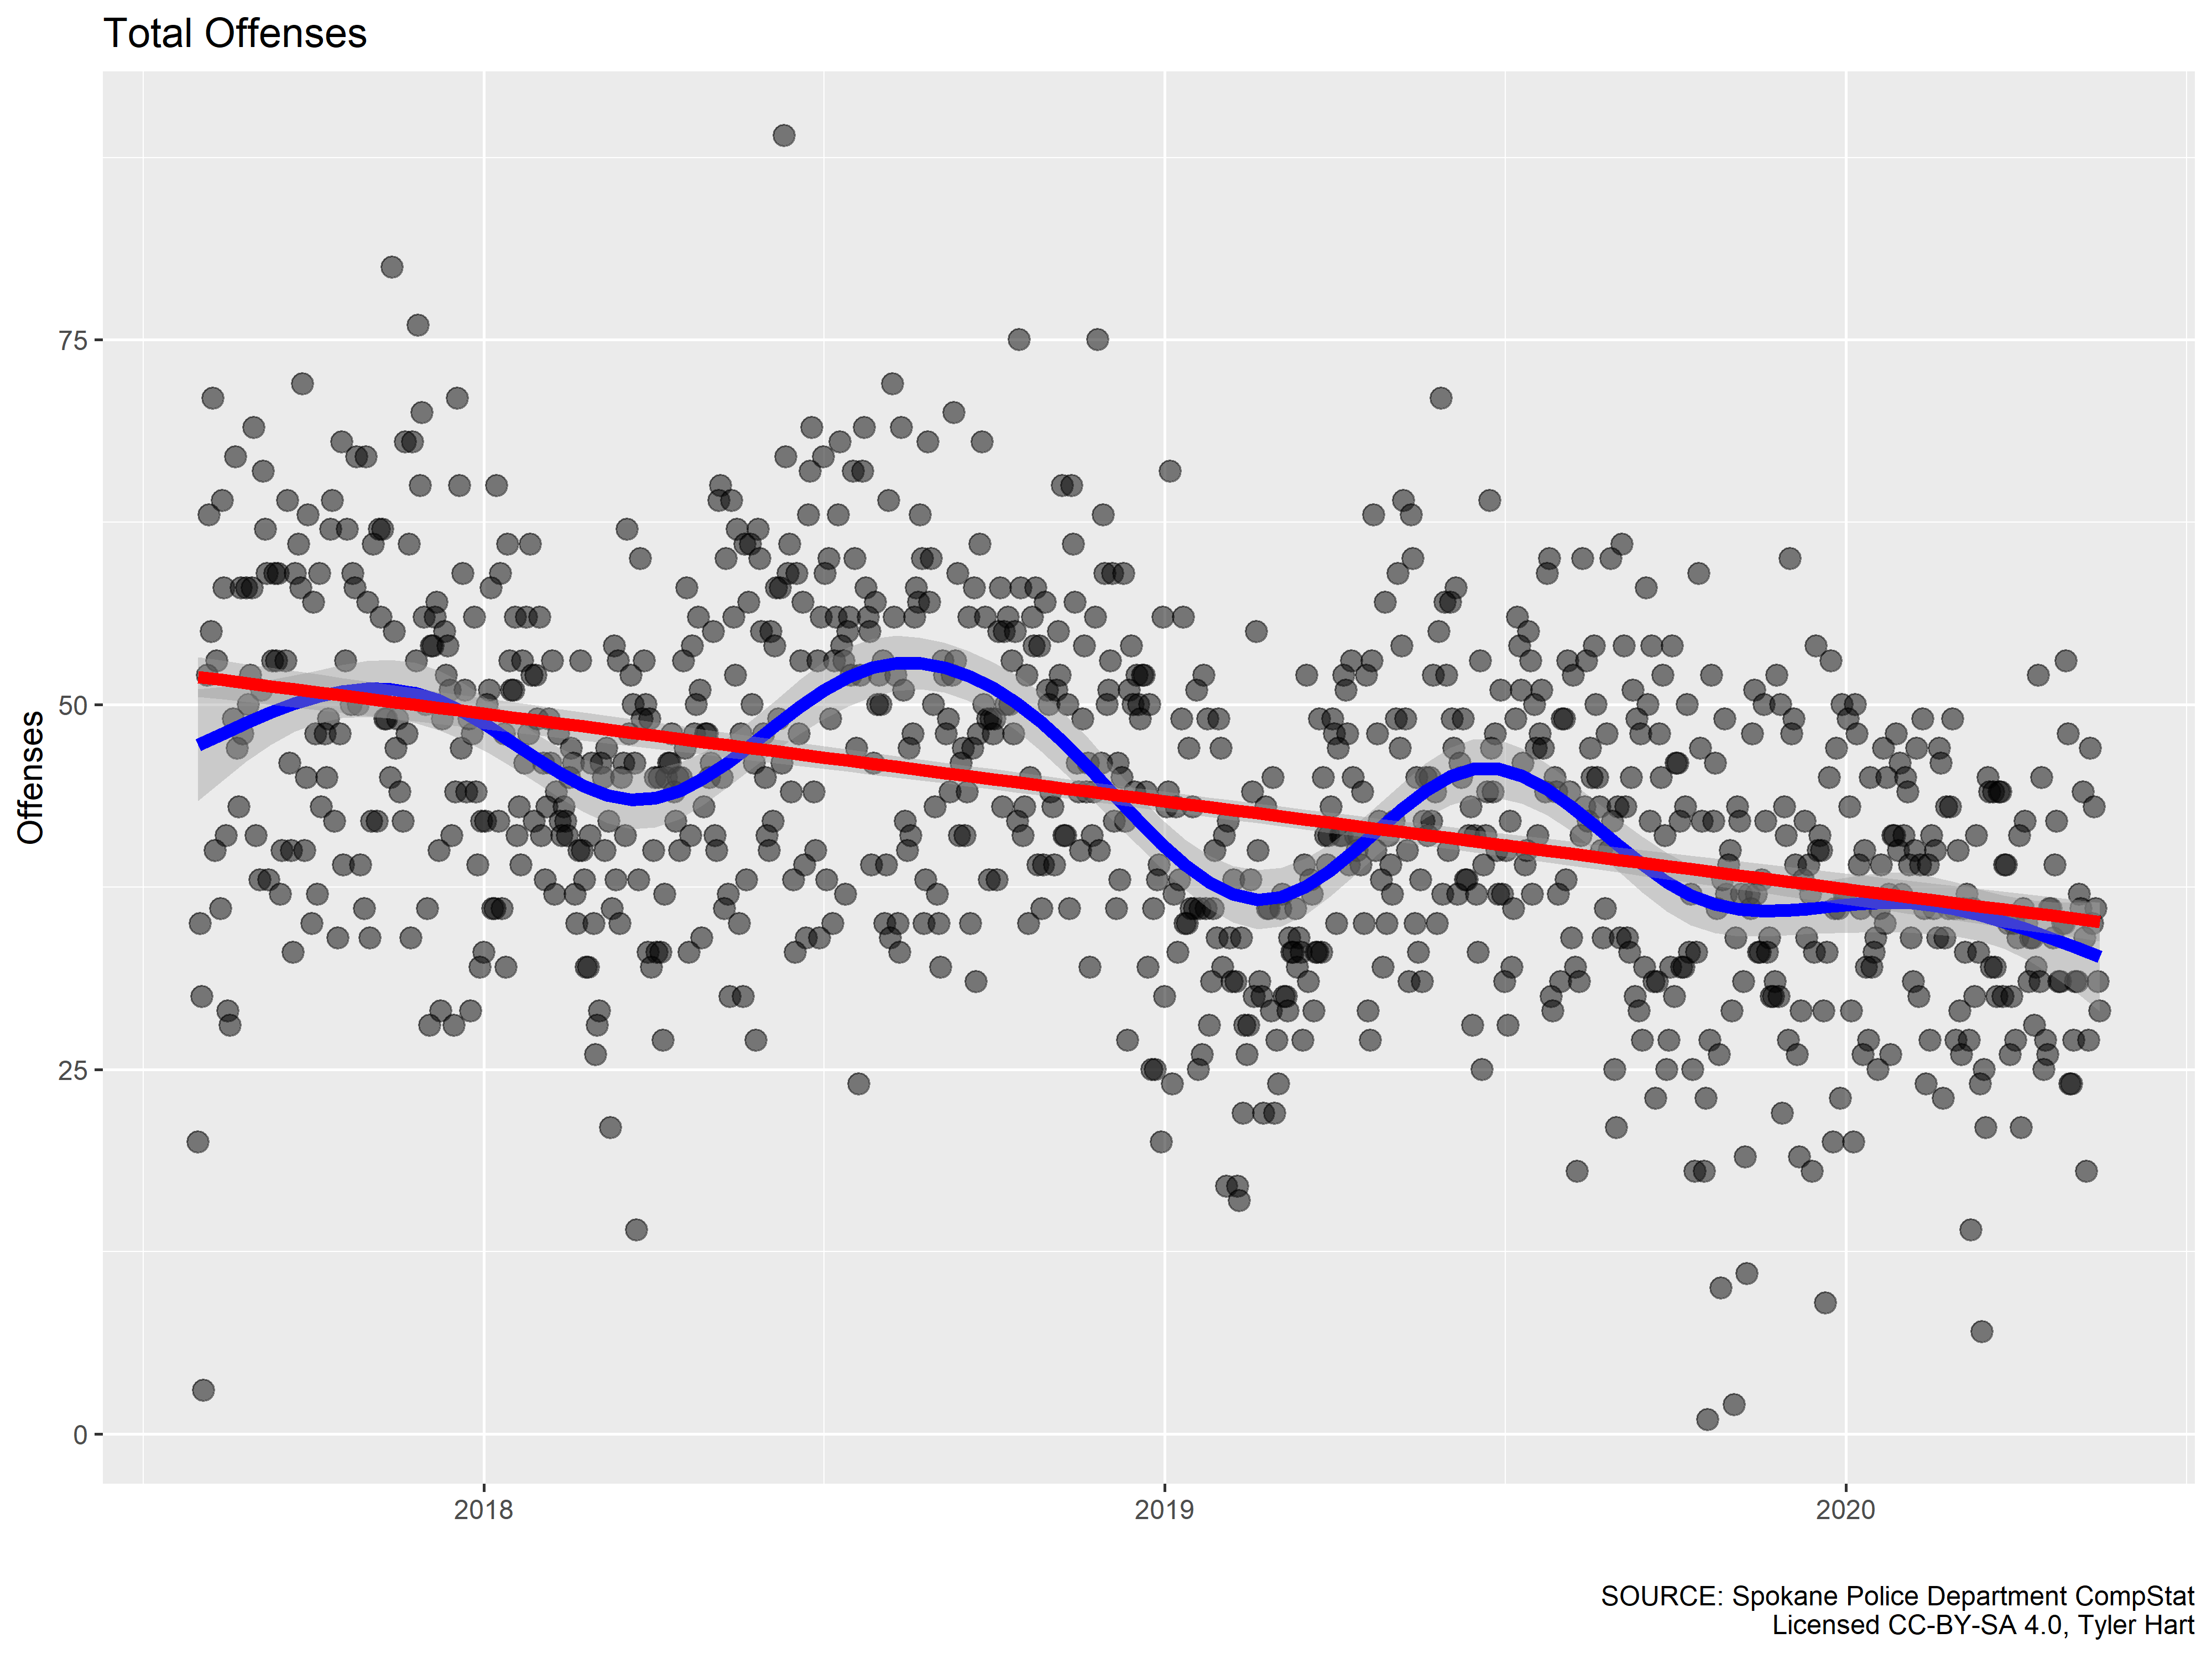 Total Offenses
75
50
25
0
Offenses
2018 2019 2020
SOURCE: Spokane Police Department CompStat
Licensed CC-BY-SA 4.0, Tyler Hart